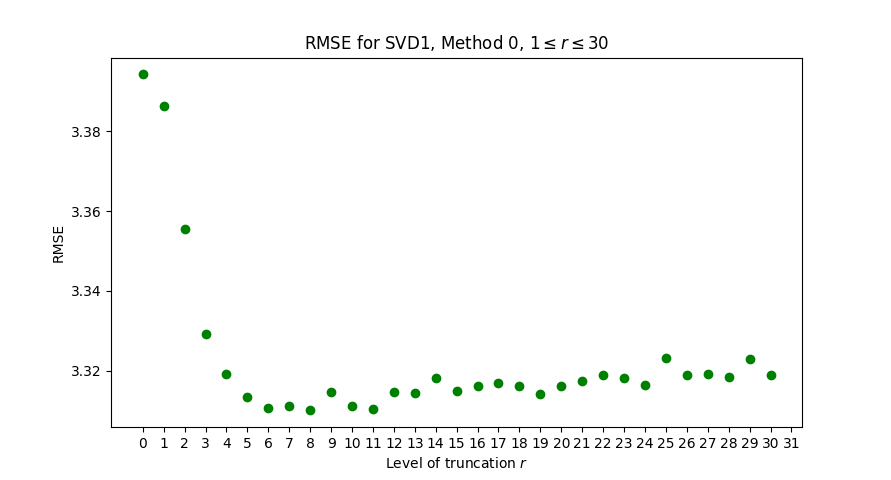 RMSE for SVD1, Method 0, 1 ≤ r ≤ 30
RMSE
3.38
3.36
3.34
3.32
0 1 2 3 4 5 6 7 8 9 10 11 12 13 14 15 16 17 18 19 20 21 22 23 24 25 26 27 28 29 30 31
Level of truncation r